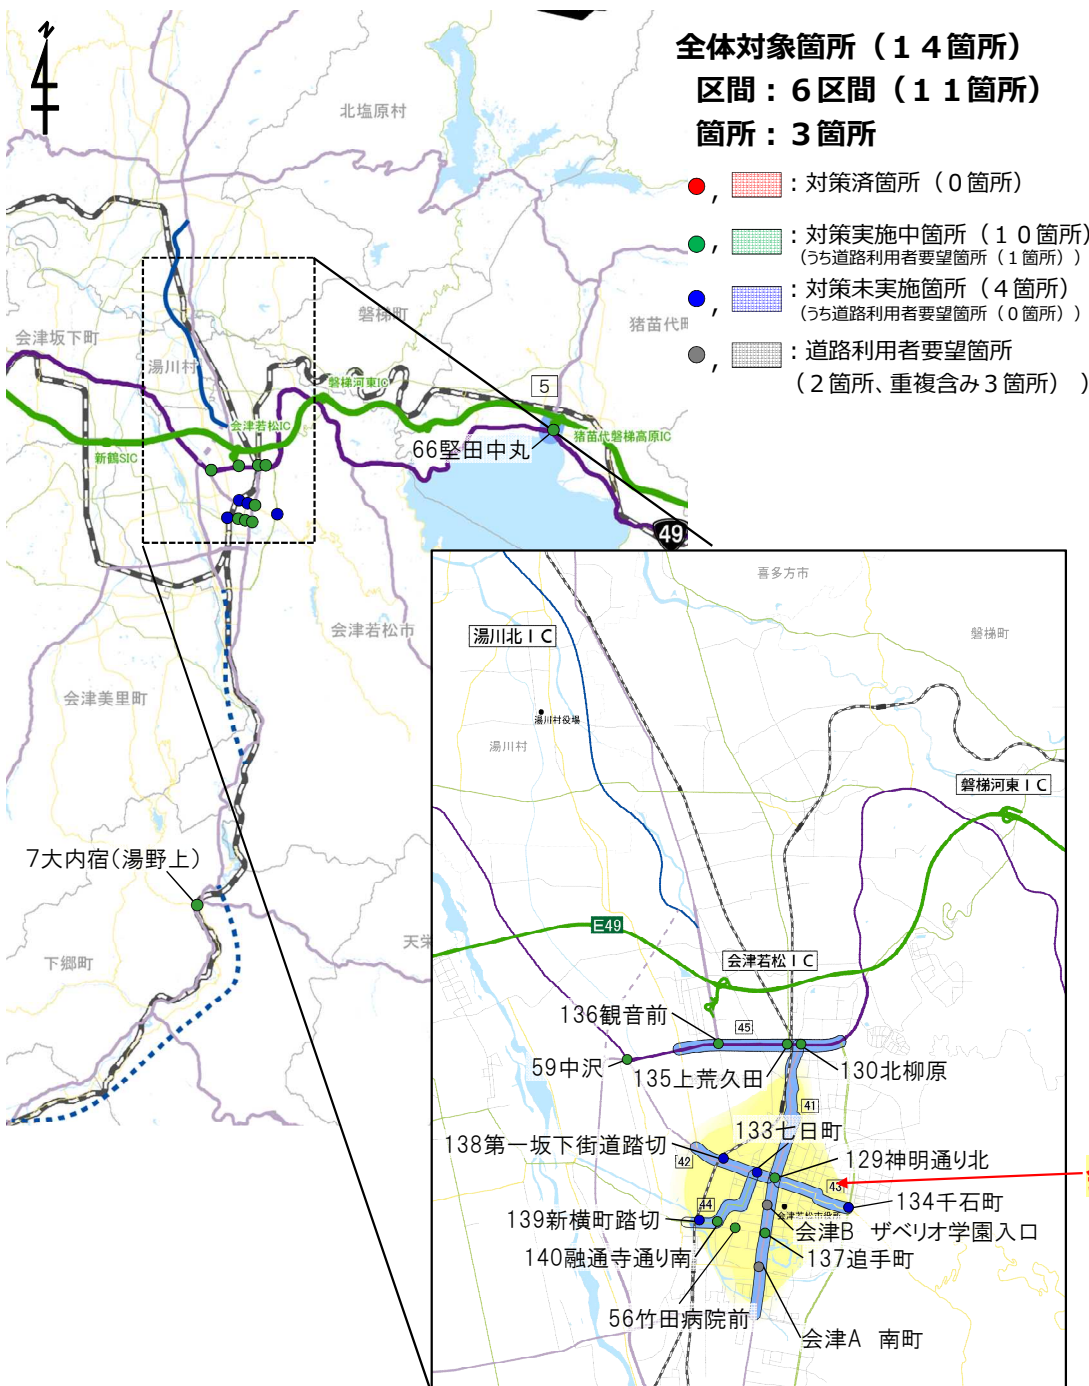 全体対象箇所（１４箇所）
区間：６区間（１１箇所）
箇所：３箇所
, ：対策済箇所（０箇所）
, ：対策実施中箇所（１０箇所）
（うち道路利用者要望箇所（１箇所））
, ：対策未実施箇所（４箇所）
（うち道路利用者要望箇所（０箇所））
, ：道路利用者要望箇所
（２箇所、重複含み３箇所））
N
北塩原村
磐梯町
猪苗代町
会津坂下町
湯川村
磐梯河東IC
5
会津若松IC
猪苗代磐梯高原IC
66堅田中丸
新鶴SIC
49
会津若松市
会津美里町
7大内宿（湯野上）
下郷町
天栄
喜多方市
湯川北ＩＣ
磐梯町
湯川村役場
湯川村
磐梯河東ＩＣ
E49
会津若松ＩＣ
136観音前
45
59中沢
135上荒久田
130北柳原
41
133七日町
138第一坂下街道踏切
42
129神明通り北
43
134千石町
44
139新横町踏切
会津若松市役所
会津B　ザベリオ学園入口
140融通寺通り南
137追手町
56竹田病院前
会津A　南町